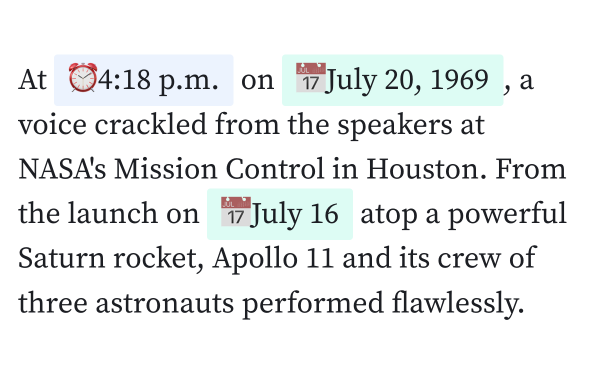 At ⏰4:18 p.m. on 📅July 20, 1969 , a
voice crackled from the speakers at
NASA's Mission Control in Houston. From
the launch on 📅July 16 atop a powerful
Saturn rocket, Apollo 11 and its crew of
three astronauts performed flawlessly.